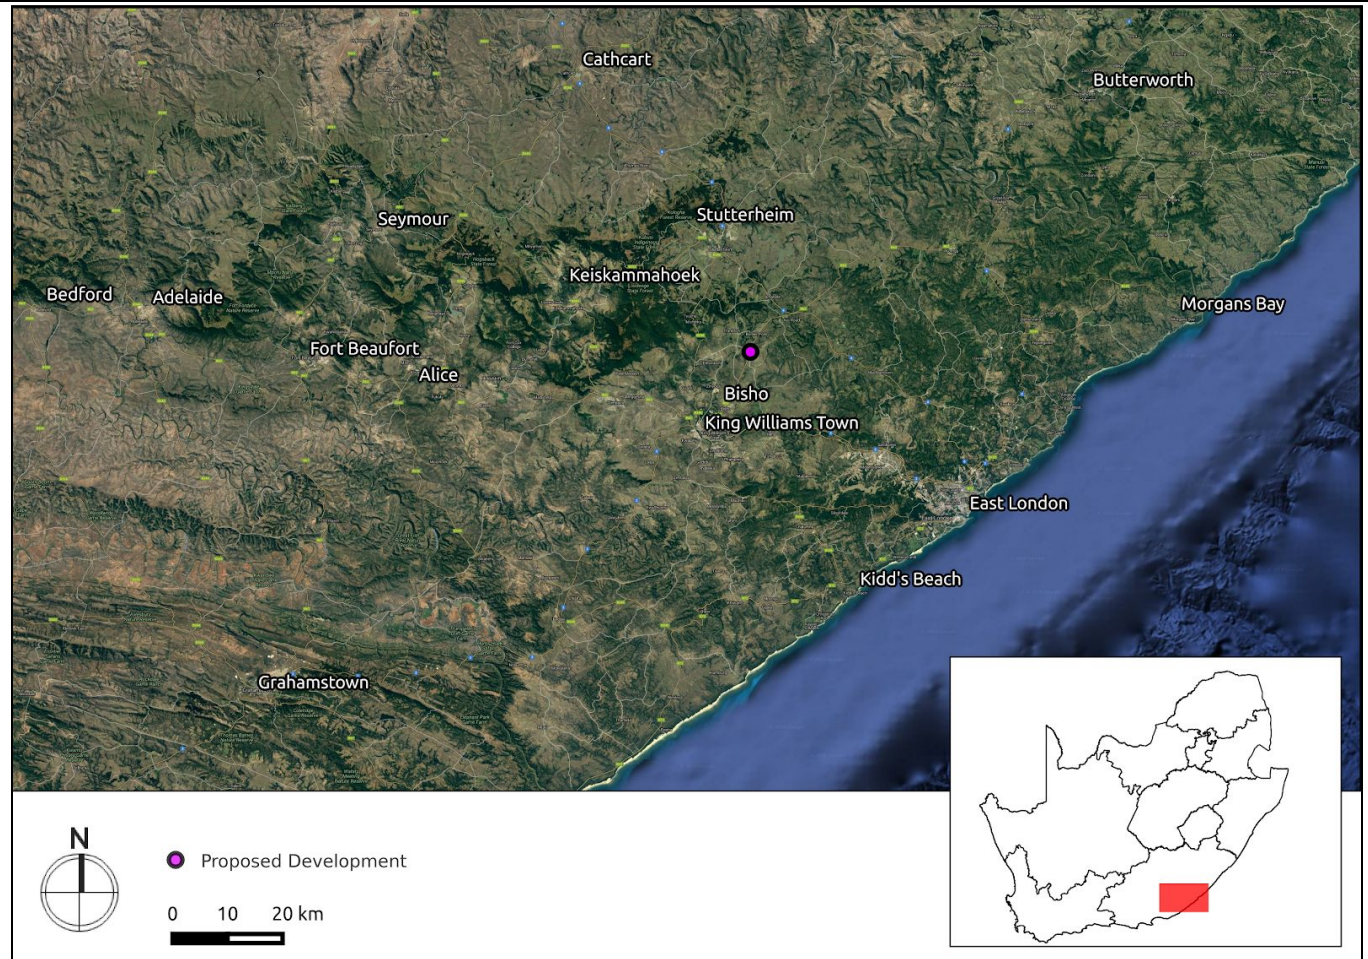 Cathcart
Butterworth
Stutterheim
Seymour
Keiskammahoek
Bedford
Adelaide
Morgans Bay
Fort Beaufort
Alice
Bisho
King Williams Town
East London
Kidd's Beach
Grahamstown
N
Proposed Development
0 10 20 km